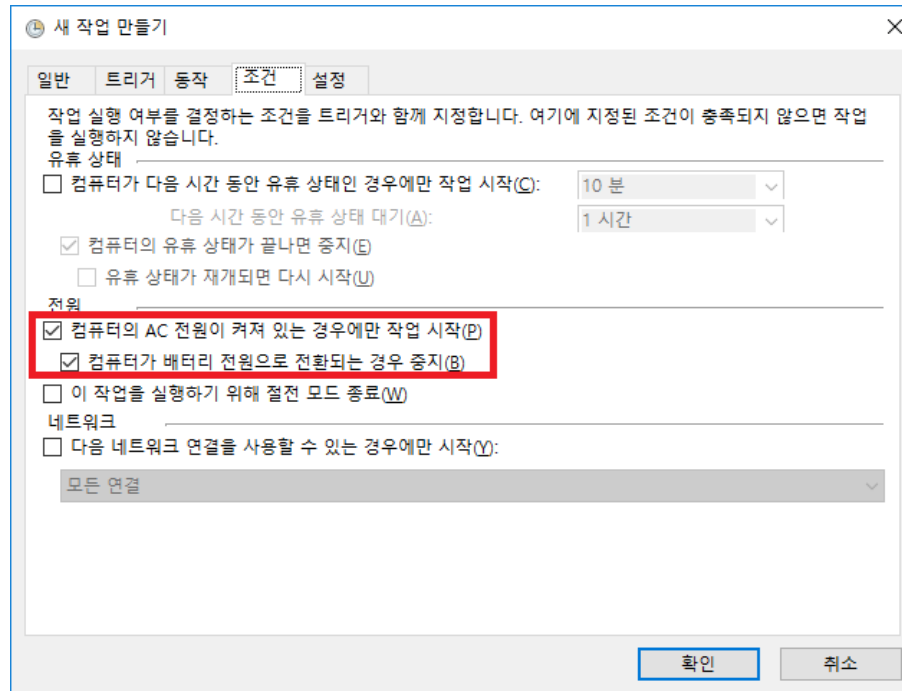 새 작업 만들기
일반 트리거 동작 조건 설정
작업 실행 여부를 결정하는 조건을 트리거와 함께 지정합니다. 여기에 지정된 조건이 충족되지 않으면 작업
을 실행하지 않습니다.
유휴 상태
컴퓨터가 다음 시간 동안 유휴 상태인 경우에만 작업 시작(C): 10 분
다음 시간 동안 유휴 상태 대기(A): 1 시간
컴퓨터의 유휴 상태가 끝나면 중지(E)
유휴 상태가 재개되면 다시 시작(U)
전원
컴퓨터의 AC 전원이 켜져 있는 경우에만 작업 시작(P)
컴퓨터가 배터리 전원으로 전환되는 경우 중지(B)
이 작업을 실행하기 위해 절전 모드 종료(W)
네트워크
다음 네트워크 연결을 사용할 수 있는 경우에만 시작(Y):
모든 연결
확인 취소